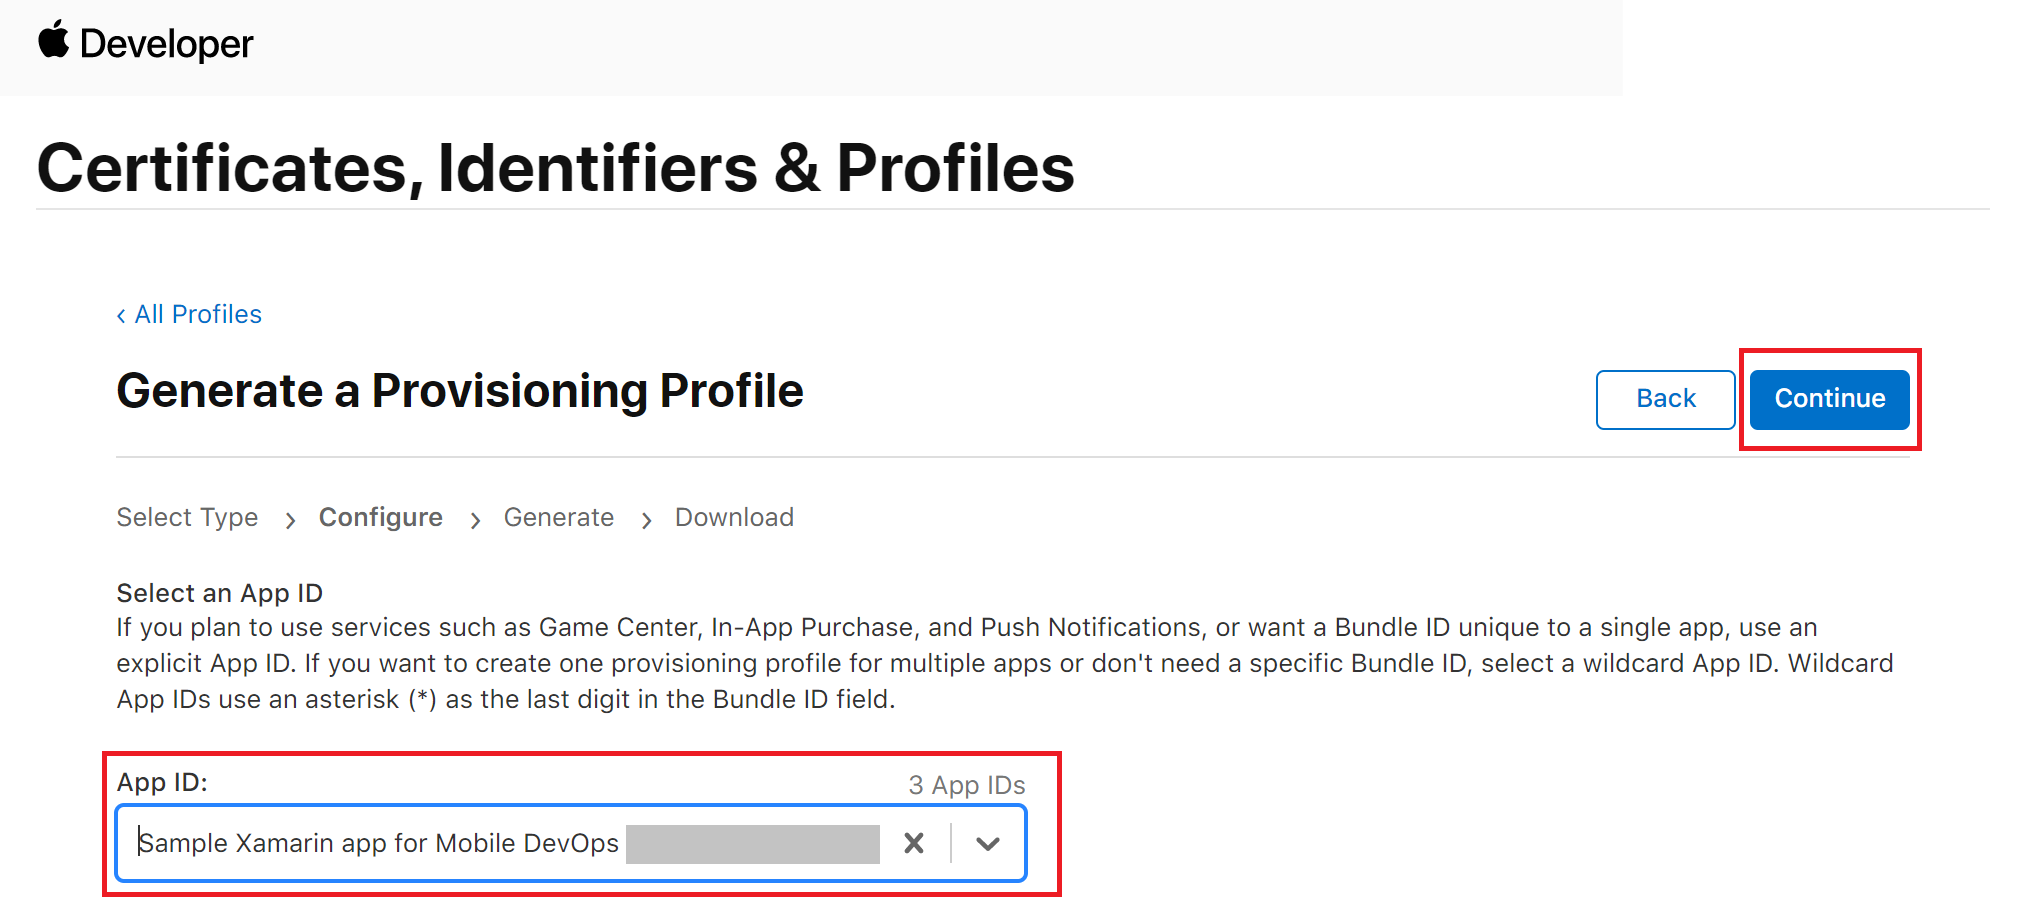 Developer
Certificates, Identifiers & Profiles
‹ All Profiles
Generate a Provisioning Profile
Back
Continue
Select Type > Configure > Generate > Download
Select an App ID
If you plan to use services such as Game Center, In-App Purchase, and Push Notifications, or want a Bundle ID unique to a single app, use an
explicit App ID. If you want to create one provisioning profile for multiple apps or don't need a specific Bundle ID, select a wildcard App ID. Wildcard
App IDs use an asterisk (*) as the last digit in the Bundle ID field.
App ID:
3 App IDs
Sample Xamarin app for Mobile DevOps